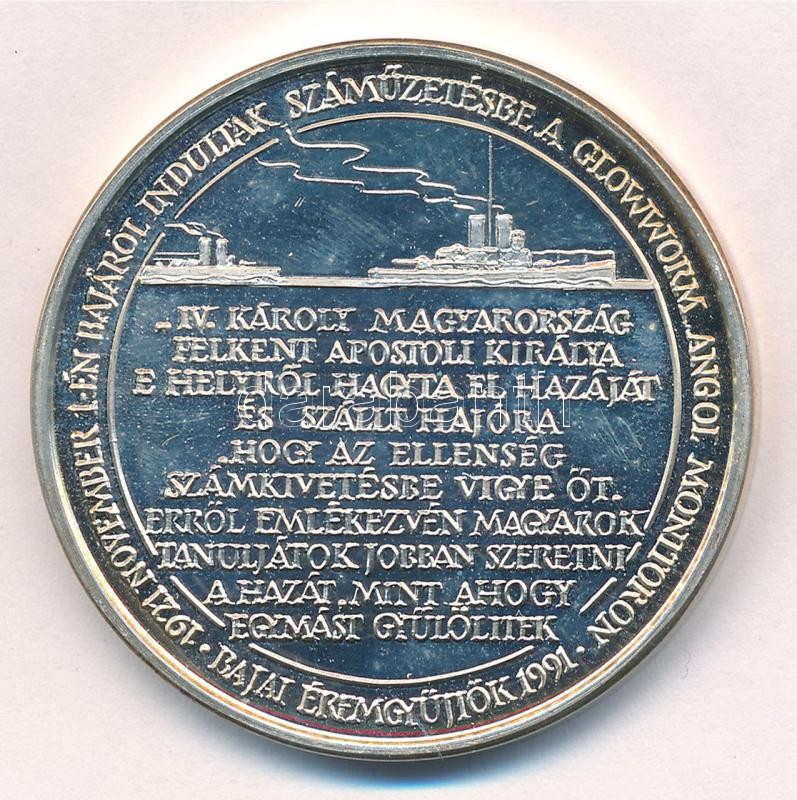 1921 NOVEMBER 1-ÉN BAJÁRÓL INDULTAK SZÁMŰZETÉSBE A GLOWWORM ANGOL MONITORON
· BAJAI ÉREMGYŰJTŐK 1991 ·
„IV. KÁROLY MAGYARORSZÁG
FELKENT APOSTOLI KIRÁLYA
E HELYRŐL HAGYTA EL HAZÁJÁT
ÉS SZÁLLT HAJÓRA
HOGY AZ ELLENSÉG
SZÁMKIVETÉSBE VIGYE ŐT.
ERRŐL EMLÉKEZVÉN MAGYAROK
TANULJÁTOK JOBBAN SZERETNI
A HAZÁT, MINT AHOGY
EGYMÁST GYŰLÖLITEK
darabanth